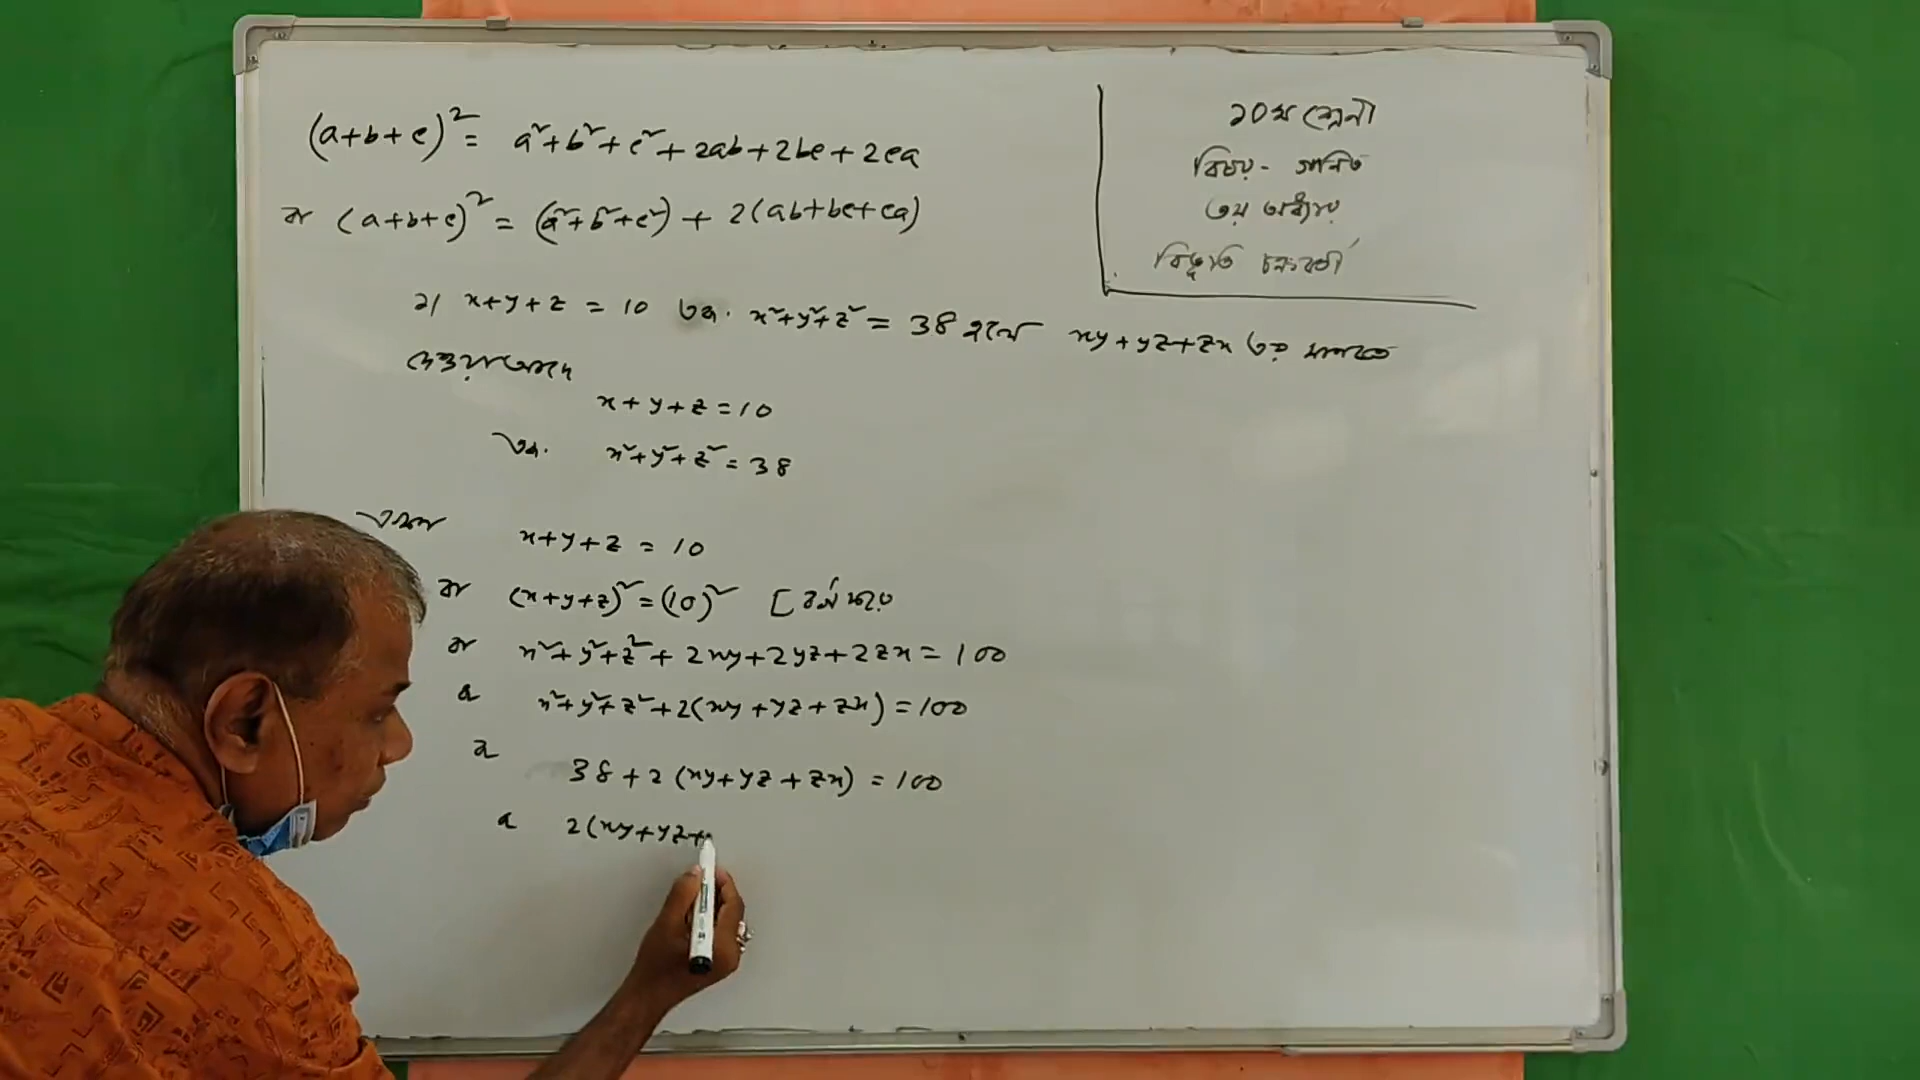 (a+b+c)² = a²+b²+c²+2ab+2bc+2ca
বা (a+b+c)² = (a²+b²+c²) + 2(ab+bc+ca)
১০ম শ্রেনী
বিষয়- গনিত
৩য় অধ্যায়
বিভূতি চক্রবর্তী
২। x+y+z = 10 এবং x²+y²+z² = 38 হলে xy+yz+zx এর মান কত
দেওয়া আছে
x+y+z = 10
এবং x²+y²+z² = 38
এখন x+y+z = 10
বা (x+y+z)² = (10)² [বর্গ করে
বা x²+y²+z²+2xy+2yz+2zx = 100
বা x²+y²+z²+2(xy+yz+zx) = 100
বা 38+2(xy+yz+zx) = 100
বা 2(xy+yz+